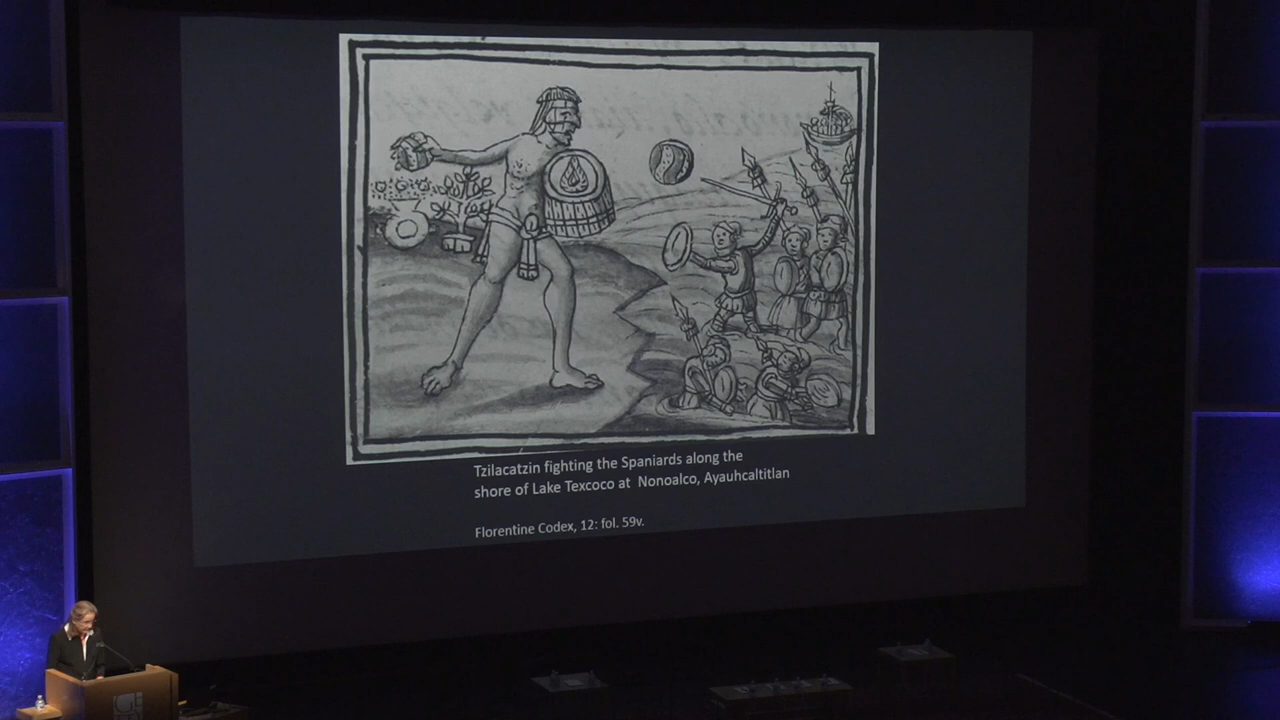 Tzilacatzin fighting the Spaniards along the
shore of Lake Texcoco at Nonoalco, Ayauhcaltitlan
Florentine Codex, 12: fol. 59v.